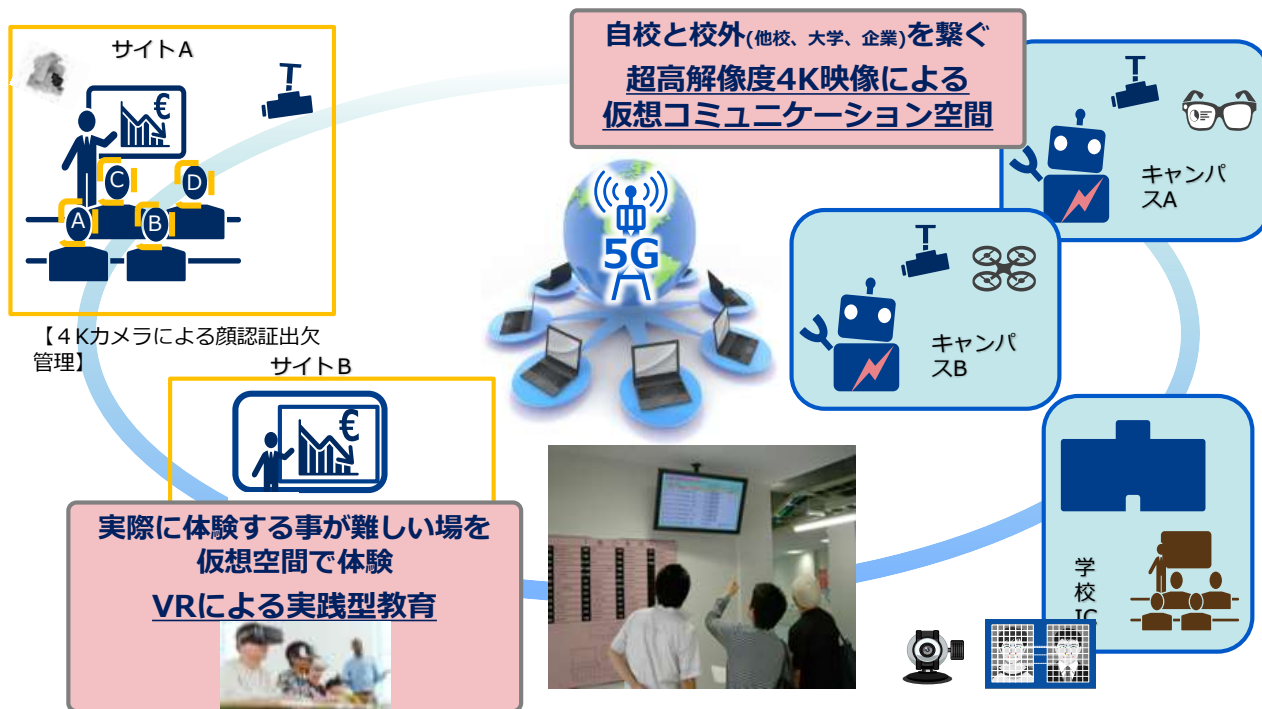 サイトA
€
C
D
A
B
【４Kカメラによる顔認証出欠
管理】
サイトB
€
実際に体験する事が難しい場を
仮想空間で体験
VRによる実践型教育
自校と校外(他校、大学、企業)を繋ぐ
超高解像度4K映像による
仮想コミュニケーション空間
5G
キャンパ
スA
キャンパ
スB
学
校
IC